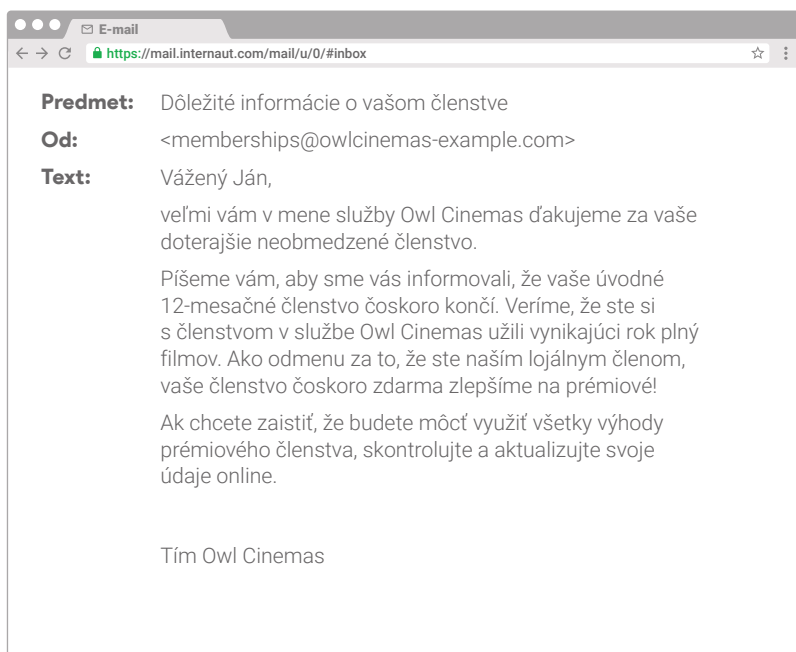 E-mail
https://mail.internaut.com/mail/u/0/#inbox
Predmet: Dôležité informácie o vašom členstve
Od: <memberships@owlcinemas-example.com>
Text: Vážený Ján,
veľmi vám v mene služby Owl Cinemas ďakujeme za vaše
doterajšie neobmedzené členstvo.
Píšeme vám, aby sme vás informovali, že vaše úvodné
12-mesačné členstvo čoskoro končí. Veríme, že ste si
s členstvom v službe Owl Cinemas užili vynikajúci rok plný
filmov. Ako odmenu za to, že ste naším lojálnym členom,
vaše členstvo čoskoro zdarma zlepšíme na prémiové!
Ak chcete zaistiť, že budete môcť využiť všetky výhody
prémiového členstva, skontrolujte a aktualizujte svoje
údaje online.
Tím Owl Cinemas